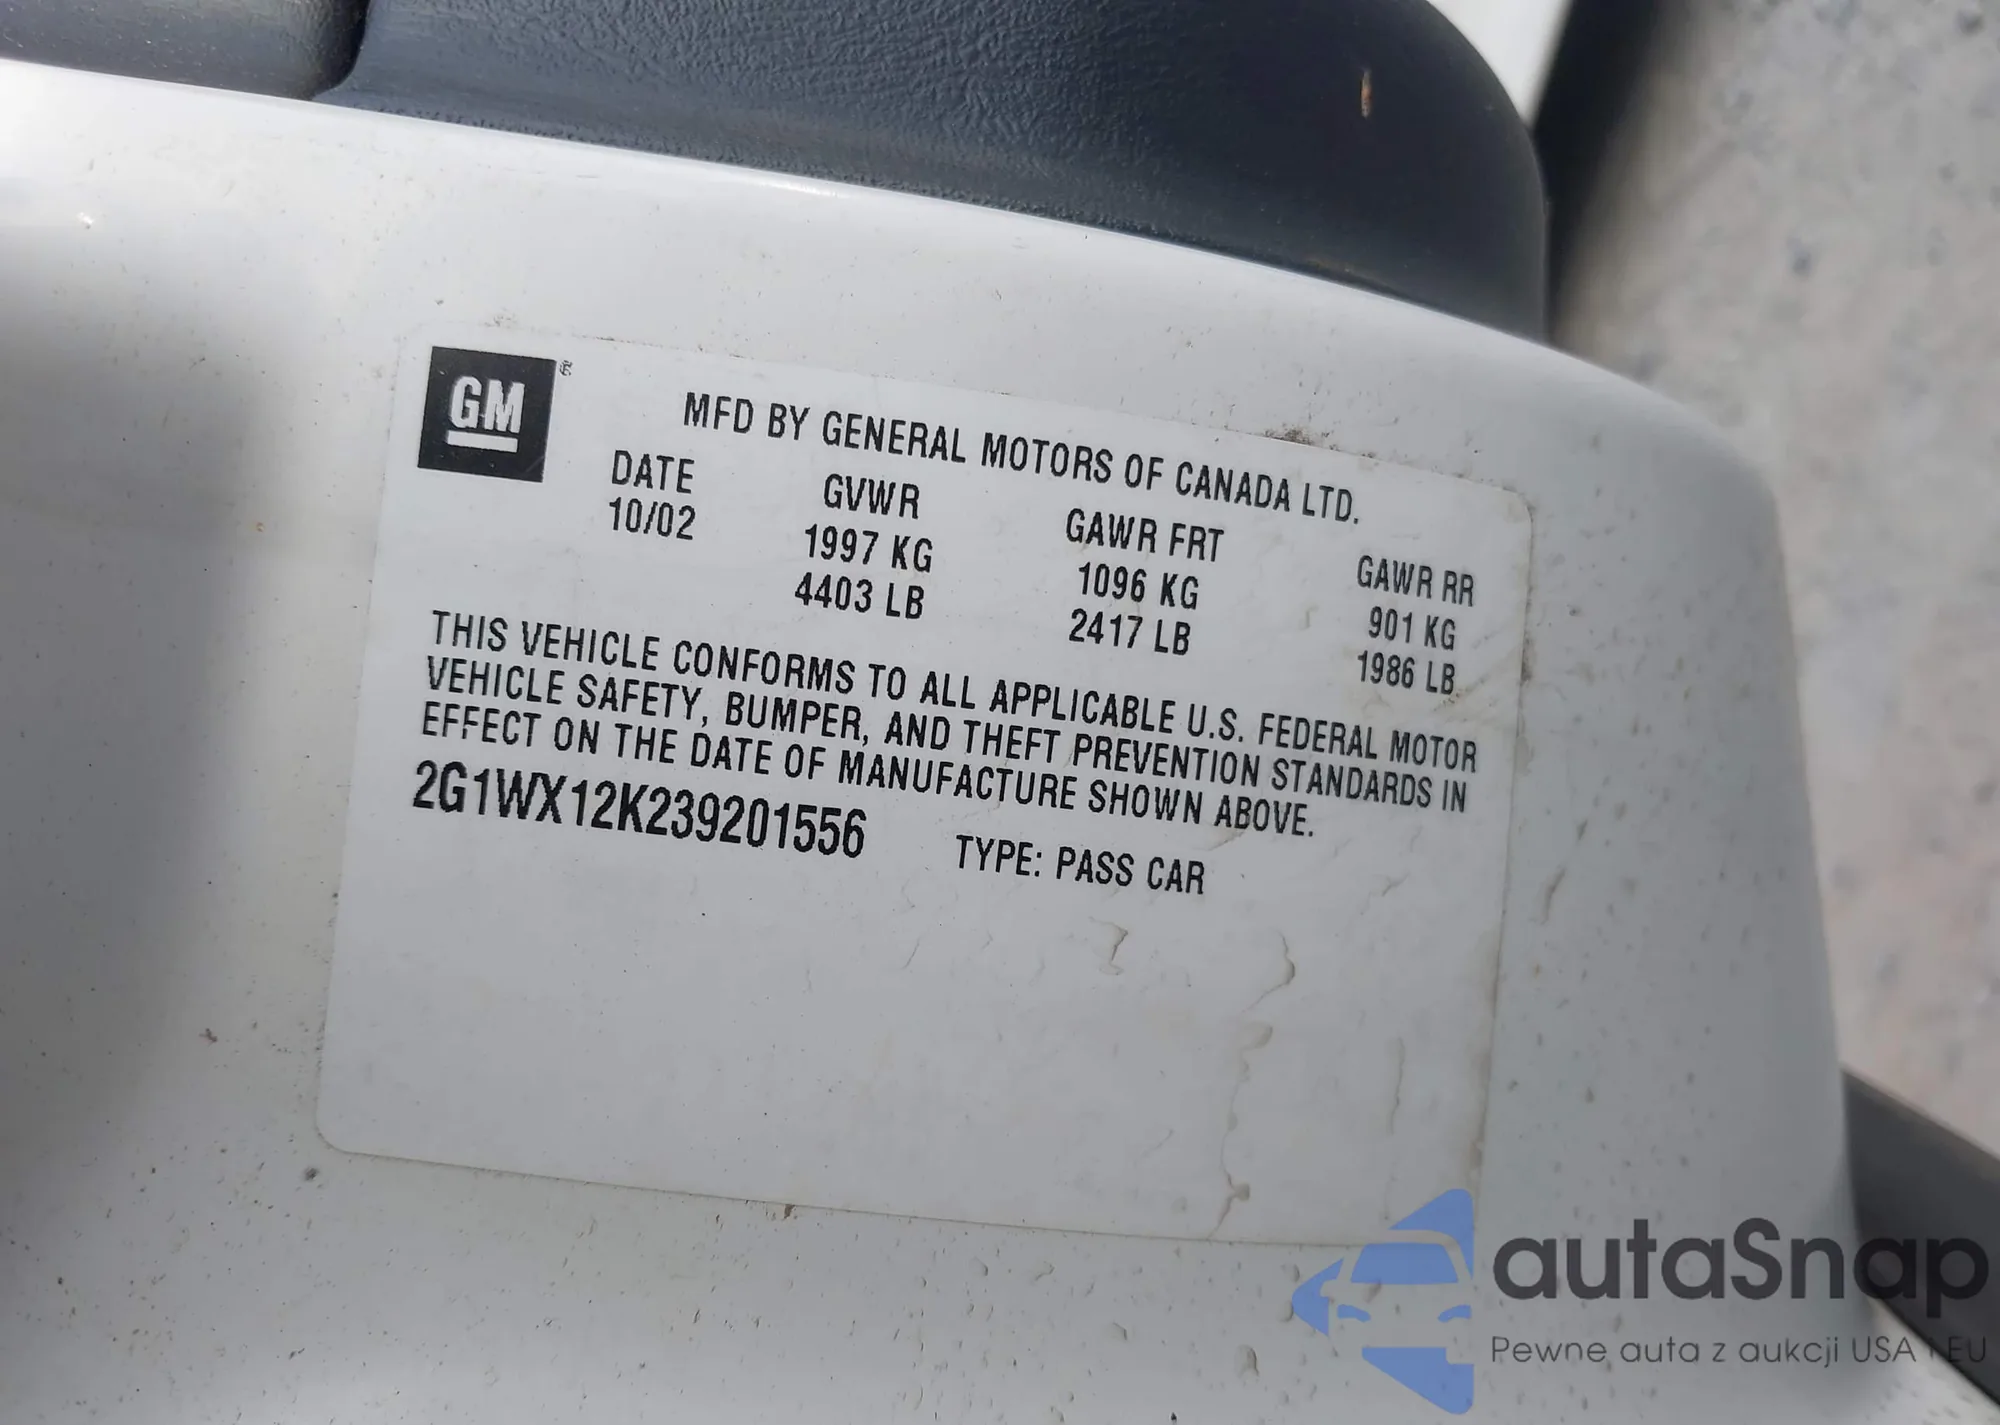 GM
MFD BY GENERAL MOTORS OF CANADA LTD.
DATE GVWR GAWR FRT GAWR RR
10/02 1997 KG 1096 KG 901 KG
4403 LB 2417 LB 1986 LB
THIS VEHICLE CONFORMS TO ALL APPLICABLE U.S. FEDERAL MOTOR
VEHICLE SAFETY, BUMPER, AND THEFT PREVENTION STANDARDS IN
EFFECT ON THE DATE OF MANUFACTURE SHOWN ABOVE.
2G1WX12K239201556 TYPE: PASS CAR
autaSnap
Pewne auta z aukcji USA i EU